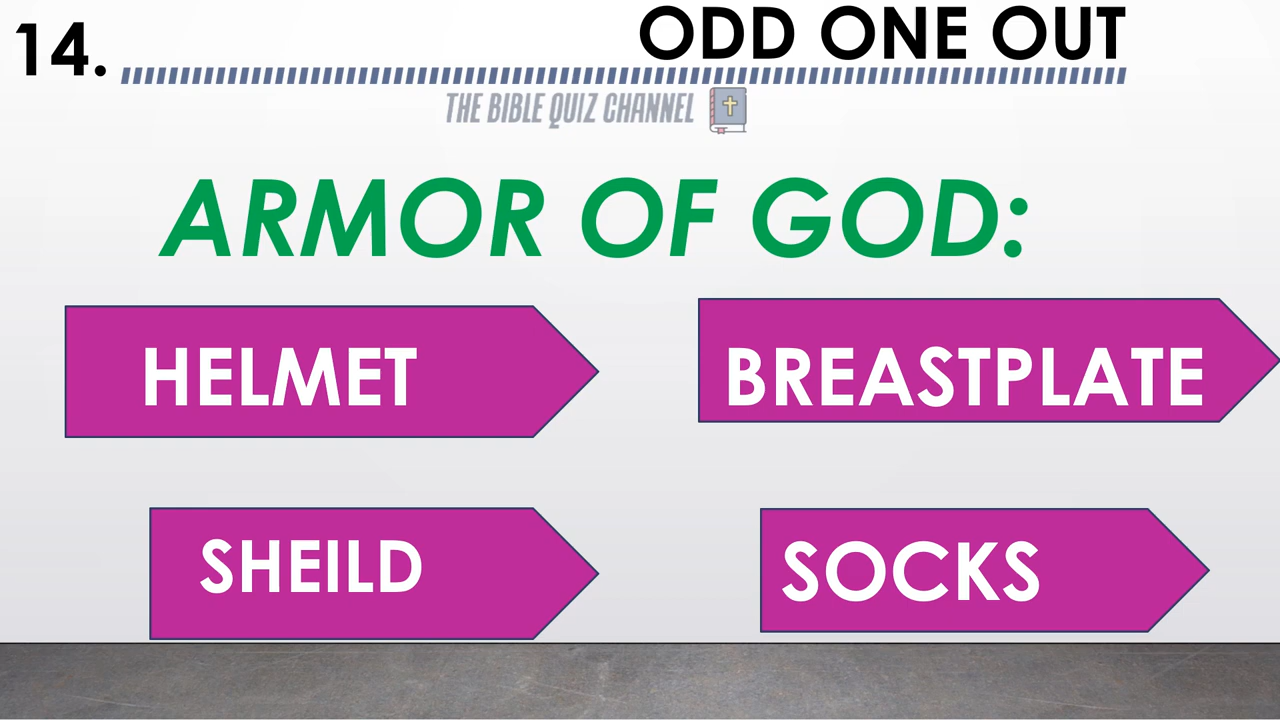 14.
ODD ONE OUT
THE BIBLE QUIZ CHANNEL
ARMOR OF GOD:
HELMET
BREASTPLATE
SHEILD
SOCKS